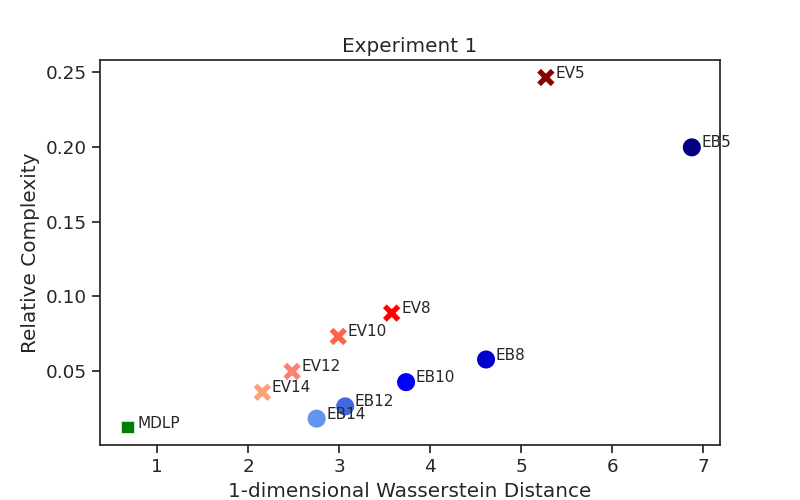 Experiment 1
0.25
EV5
0.20
EB5
0.15
0.10
EV8
EV10
EB8
EV12
0.05
EB10
EV14
EB12
EB14
MDLP
Relative Complexity
1 2 3 4 5 6 7
1-dimensional Wasserstein Distance